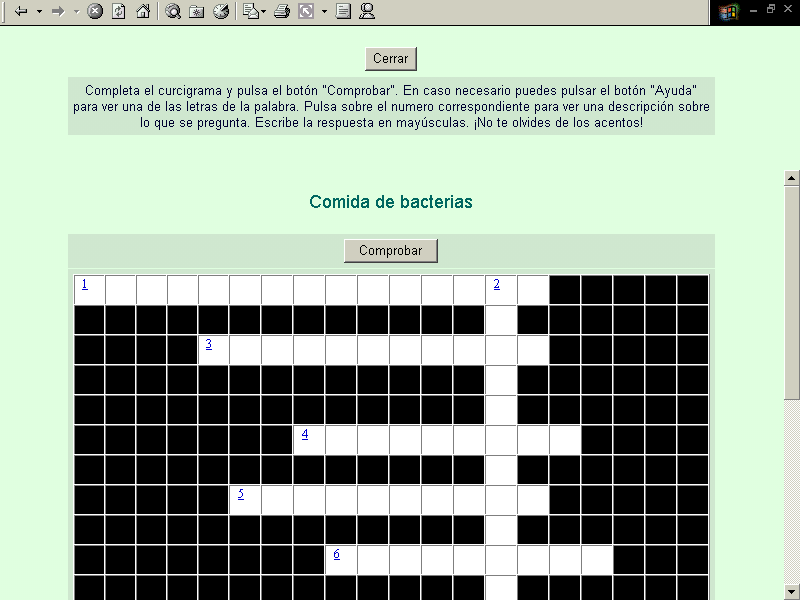 Cerrar
Completa el curcigrama y pulsa el botón "Comprobar". En caso necesario puedes pulsar el botón "Ayuda"
para ver una de las letras de la palabra. Pulsa sobre el numero correspondiente para ver una descripción sobre
lo que se pregunta. Escribe la respuesta en mayúsculas. ¡No te olvides de los acentos!
Comida de bacterias
Comprobar
1 2
3
4
5
6